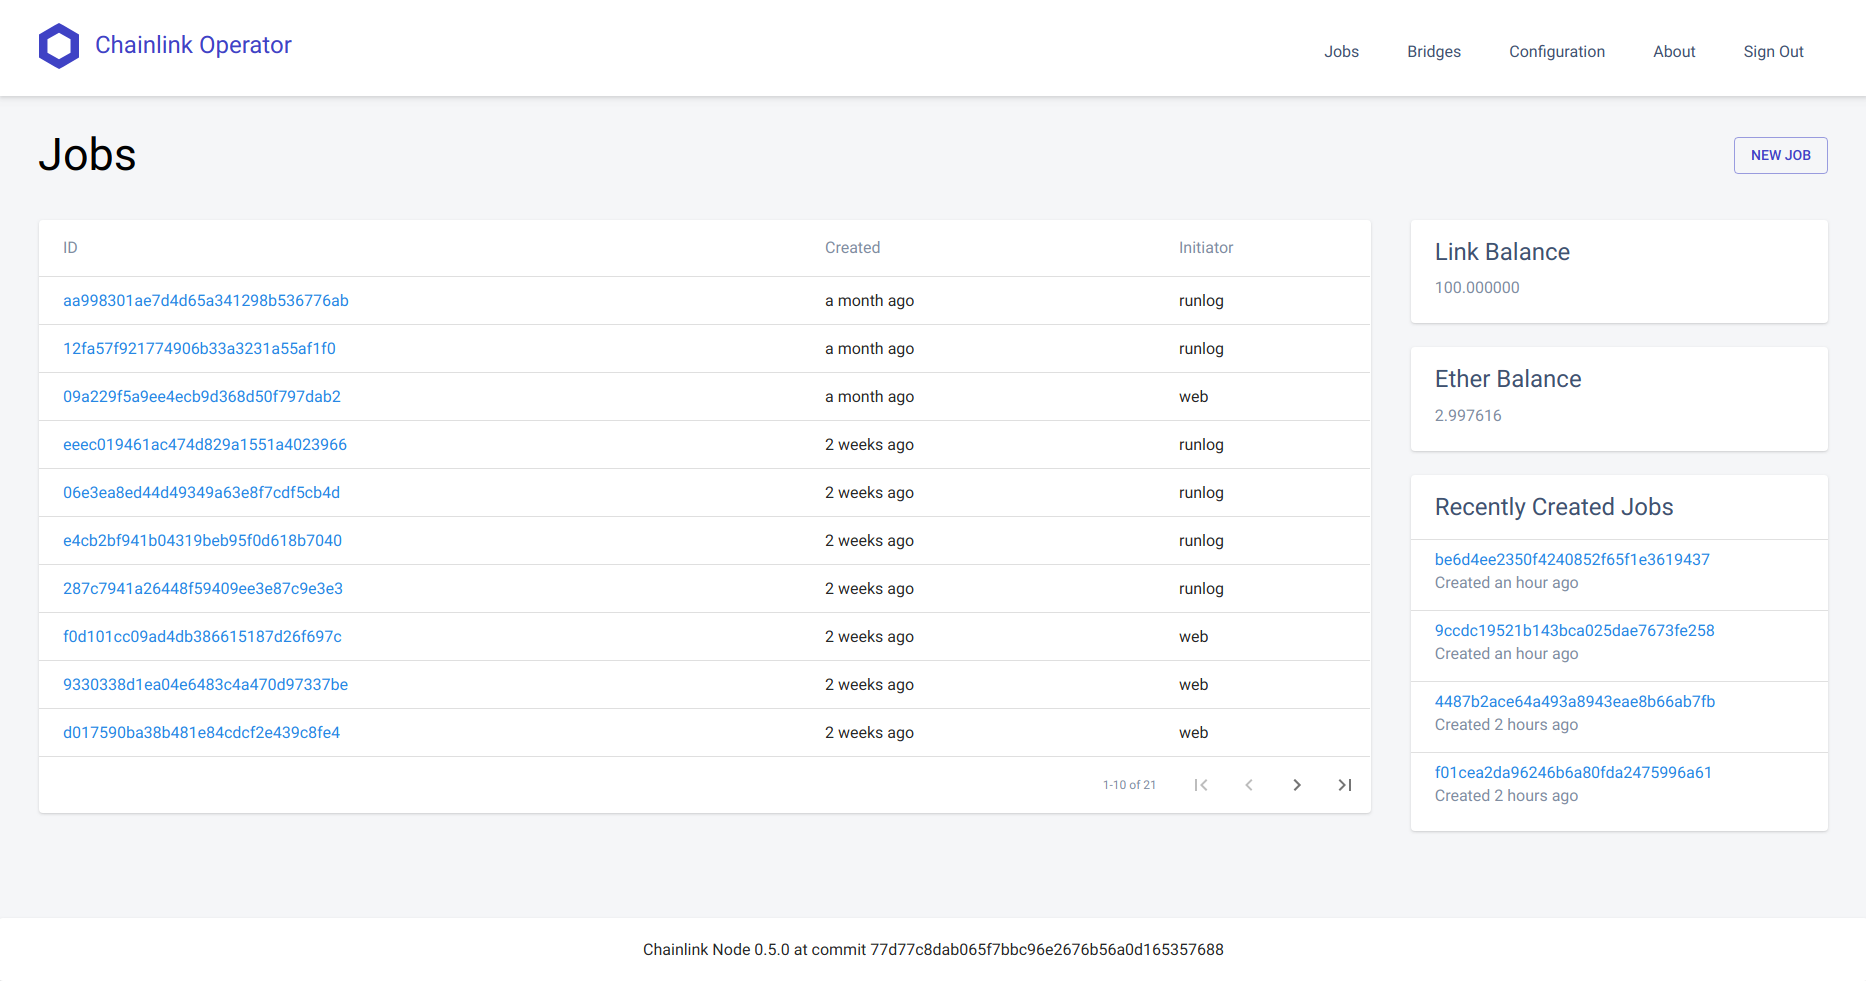 Chainlink Operator
Jobs Bridges Configuration About Sign Out
Jobs
NEW JOB
ID Created Initiator
aa998301ae7d4d65a341298b536776ab a month ago runlog
12fa57f921774906b33a3231a55af1f0 a month ago runlog
09a229f5a9ee4ecb9d368d50f797dab2 a month ago web
eeec019461ac474d829a1551a4023966 2 weeks ago runlog
06e3ea8ed44d49349a63e8f7cdf5cb4d 2 weeks ago runlog
e4cb2bf941b04319beb95f0d618b7040 2 weeks ago runlog
287c7941a26448f59409ee3e87c9e3e3 2 weeks ago runlog
f0d101cc09ad4db386615187d26f697c 2 weeks ago web
9330338d1ea04e6483c4a470d97337be 2 weeks ago web
d017590ba38b481e84cdcf2e439c8fe4 2 weeks ago web
1-10 of 21
Link Balance
100.000000
Ether Balance
2.997616
Recently Created Jobs
be6d4ee2350f4240852f65f1e3619437
Created an hour ago
9ccdc19521b143bca025dae7673fe258
Created an hour ago
4487b2ace64a493a8943eae8b66ab7fb
Created 2 hours ago
f01cea2da96246b6a80fda2475996a61
Created 2 hours ago
Chainlink Node 0.5.0 at commit 77d77c8dab065f7bbc96e2676b56a0d165357688